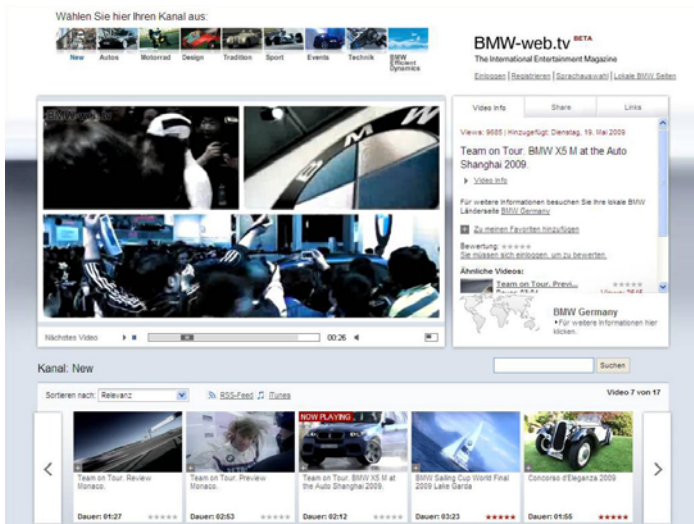 Wählen Sie hier Ihren Kanal aus:
New Autos Motorrad Design Tradition Sport Events Technik BMW Efficient Dynamics
BMW-web.tv BETA
The International Entertainment Magazine
Einloggen | Registrieren | Sprachauswahl | Lokale BMW Seiten
BMW-web.tv
BMW
Video Info Share Links
Views: 9685 | Hinzugefügt: Dienstag, 19. Mai 2009
Team on Tour. BMW X5 M at the Auto
Shanghai 2009.
Video Info
Für weitere Informationen besuchen Sie Ihre lokale BMW
Länderseite BMW Germany
Zu meinen Favoriten hinzufügen
Bewertung:
Sie müssen sich einloggen, um zu bewerten.
Ähnliche Videos:
Team on Tour. Previ...
BMW Germany
Für weitere Informationen hier
klicken.
Nächstes Video 00:26
Kanal: New
Suchen
Sortieren nach: Relevanz RSS-Feed iTunes Video 7 von 17
NOW PLAYING
Team on Tour. Review
Monaco.
Dauer: 01:27
Team on Tour. Preview
Monaco.
Dauer: 02:53
Team on Tour. BMW X5 M at
the Auto Shanghai 2009.
Dauer: 02:12
BMW Sailing Cup World Final
2009 Lake Garda
Dauer: 03:23
Concorso d'Eleganza 2009
Dauer: 01:55